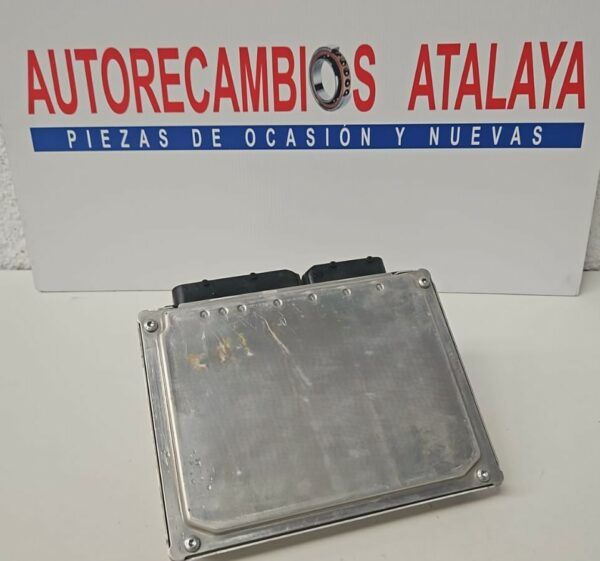 AUTORECAMBIOS ATALAYA
PIEZAS DE OCASIÓN Y NUEVAS